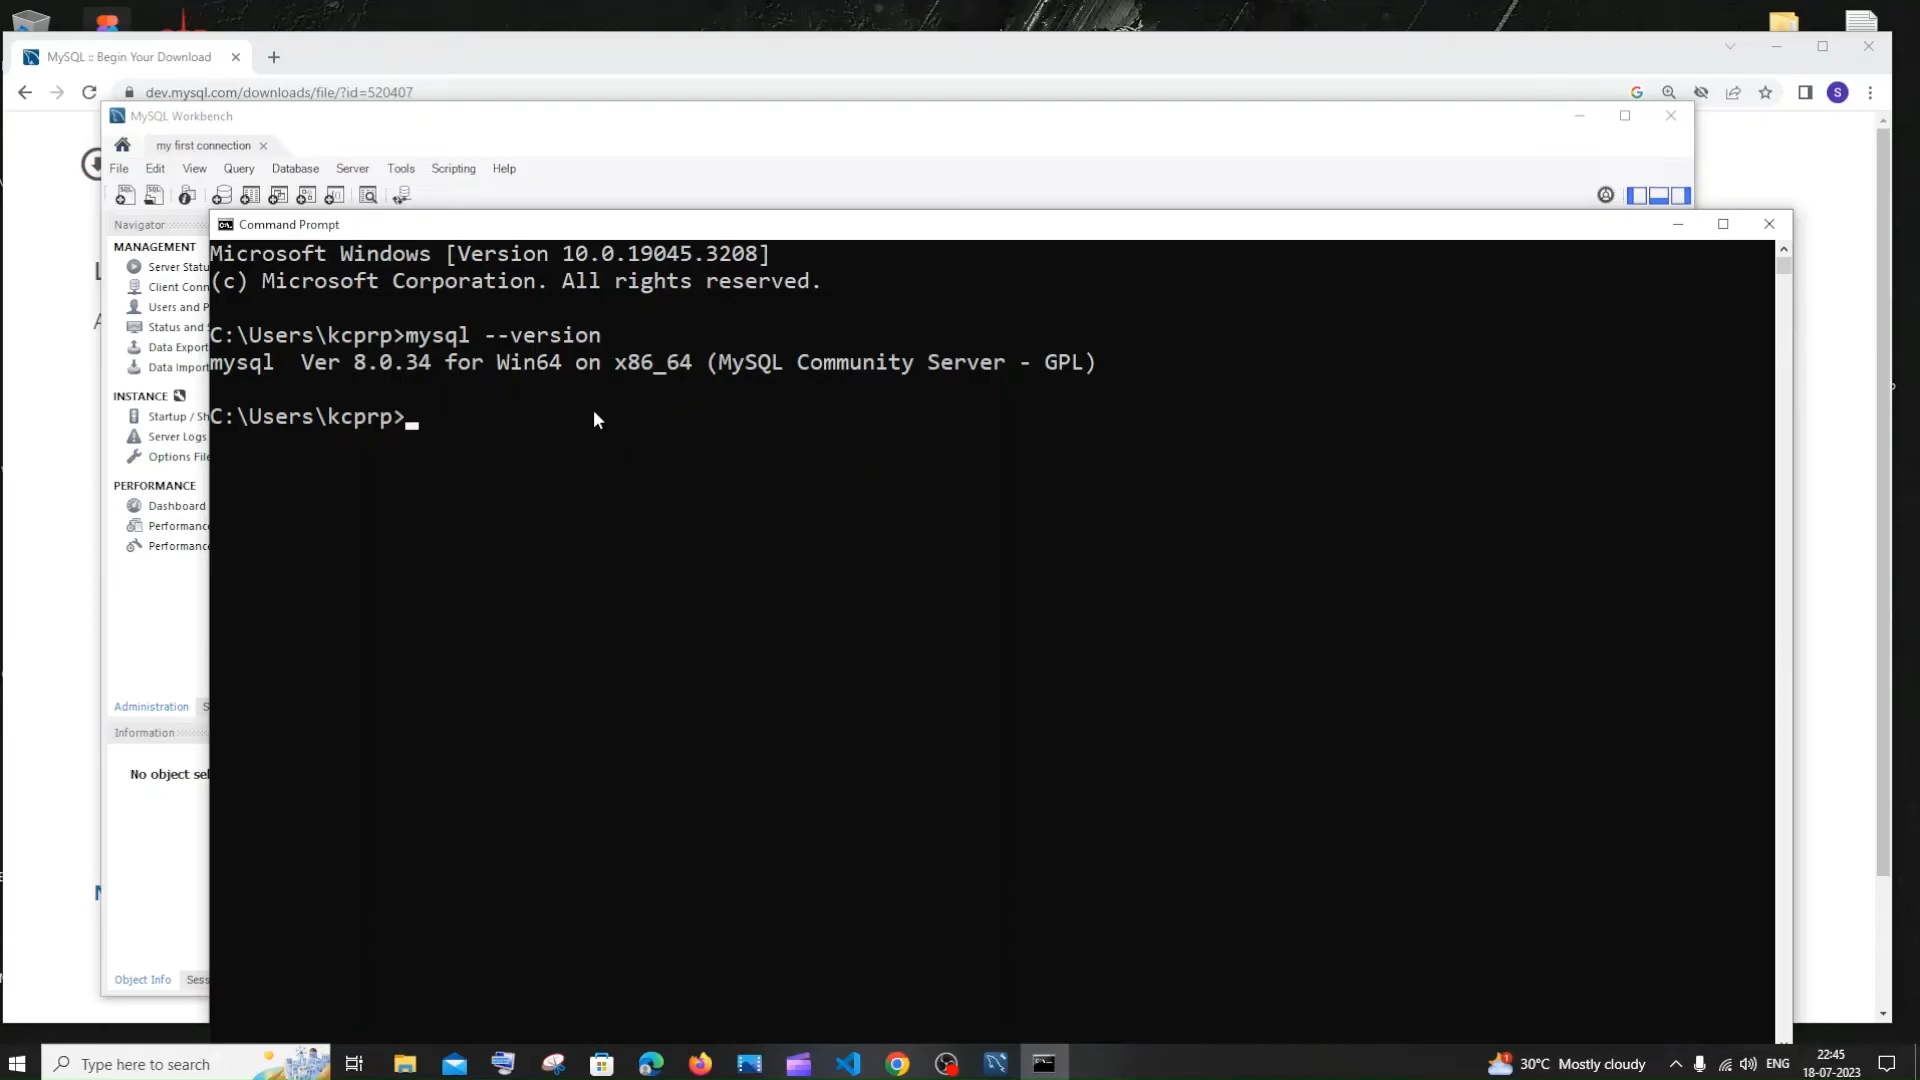 MySQL :: Begin Your Download
dev.mysql.com/downloads/file/?id=520407
S
MySQL Workbench
my first connection
File Edit View Query Database Server Tools Scripting Help
Navigator
Command Prompt
MANAGEMENT
Server Statu
Client Conn
Users and P
Status and S
Data Export
Data Import
INSTANCE
Startup / Sh
Server Logs
Options File
PERFORMANCE
Dashboard
Performance
Performance
Administration S
Information
No object sel
Object Info Sess
Microsoft Windows [Version 10.0.19045.3208]
(c) Microsoft Corporation. All rights reserved.
C:\Users\kcprp>mysql --version
mysql  Ver 8.0.34 for Win64 on x86_64 (MySQL Community Server - GPL)
C:\Users\kcprp>
Type here to search
30°C Mostly cloudy
ENG
22:45
18-07-2023